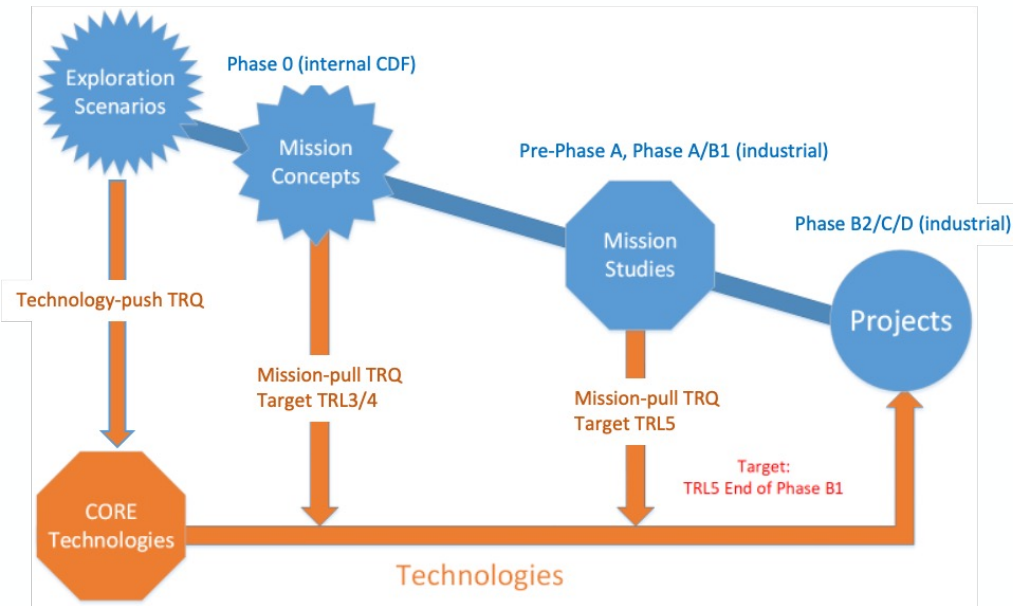 Exploration
Scenarios
Phase 0 (internal CDF)
Mission
Concepts
Pre-Phase A, Phase A/B1 (industrial)
Mission
Studies
Phase B2/C/D (industrial)
Projects
Technology-push TRQ
Mission-pull TRQ
Target TRL3/4
Mission-pull TRQ
Target TRL5
Target:
TRL5 End of Phase B1
CORE
Technologies
Technologies